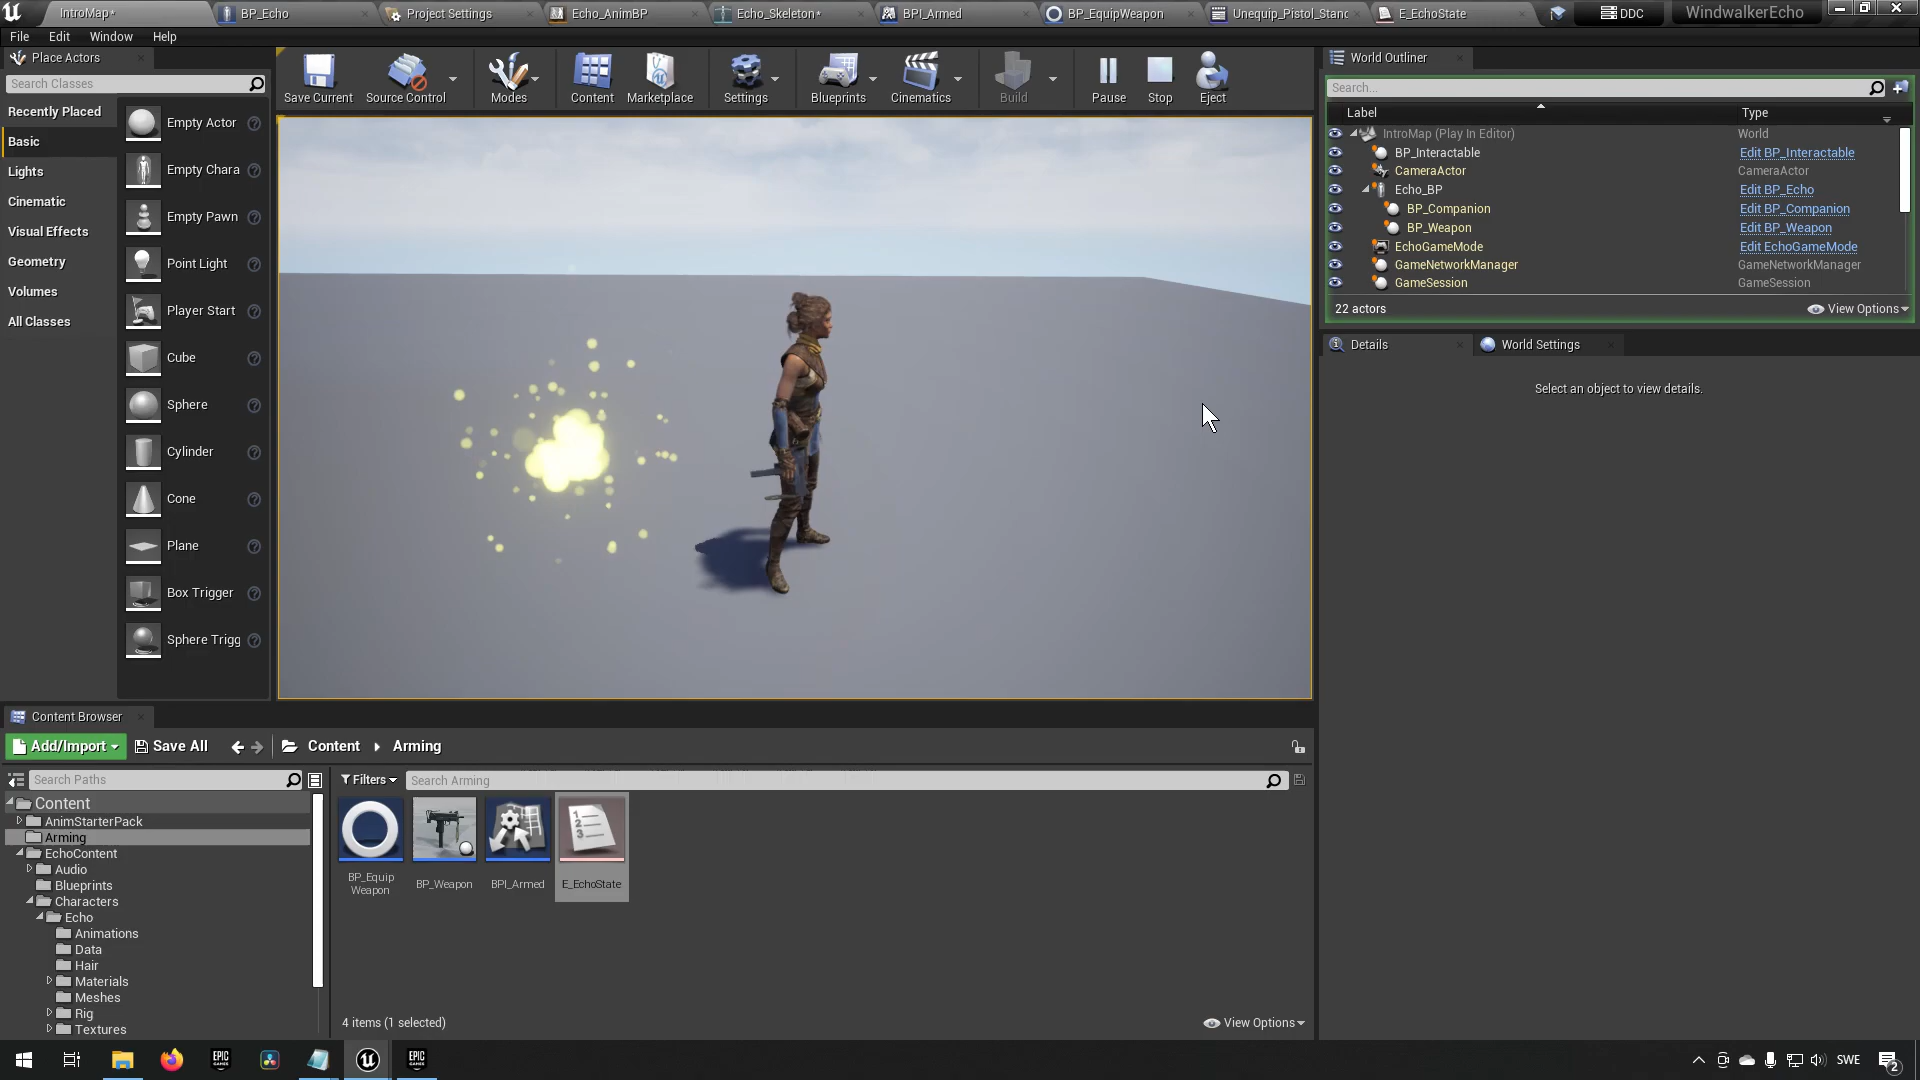 IntroMap*
BP_Echo
Project Settings
Echo_AnimBP
Echo_Skeleton*
BPI_Armed
BP_EquipWeapon
Unequip_Pistol_Stanc
E_EchoState
DDC
WindwalkerEcho
File
Edit
Window
Help
Place Actors
Search Classes
Recently Placed
Basic
Lights
Cinematic
Visual Effects
Geometry
Volumes
All Classes
Empty Actor
Empty Chara
Empty Pawn
Point Light
Player Start
Cube
Sphere
Cylinder
Cone
Plane
Box Trigger
Sphere Trigg
Save Current
Source Control
Modes
Content
Marketplace
Settings
Blueprints
Cinematics
Build
Pause
Stop
Eject
World Outliner
Search...
Label
Type
IntroMap (Play In Editor)
World
BP_Interactable
Edit BP_Interactable
CameraActor
CameraActor
Echo_BP
Edit BP_Echo
BP_Companion
Edit BP_Companion
BP_Weapon
Edit BP_Weapon
EchoGameMode
Edit EchoGameMode
GameNetworkManager
GameNetworkManager
GameSession
GameSession
22 actors
View Options
Details
World Settings
Select an object to view details.
Content Browser
Add/Import
Save All
Content
Arming
Search Paths
Filters
Search Arming
Content
AnimStarterPack
Arming
EchoContent
Audio
Blueprints
Characters
Echo
Animations
Data
Hair
Materials
Meshes
Rig
Textures
BP_Equip
Weapon
BP_Weapon
BPI_Armed
E_EchoState
4 items (1 selected)
View Options
EPIC
GAMES
EPIC
GAMES
SWE
2